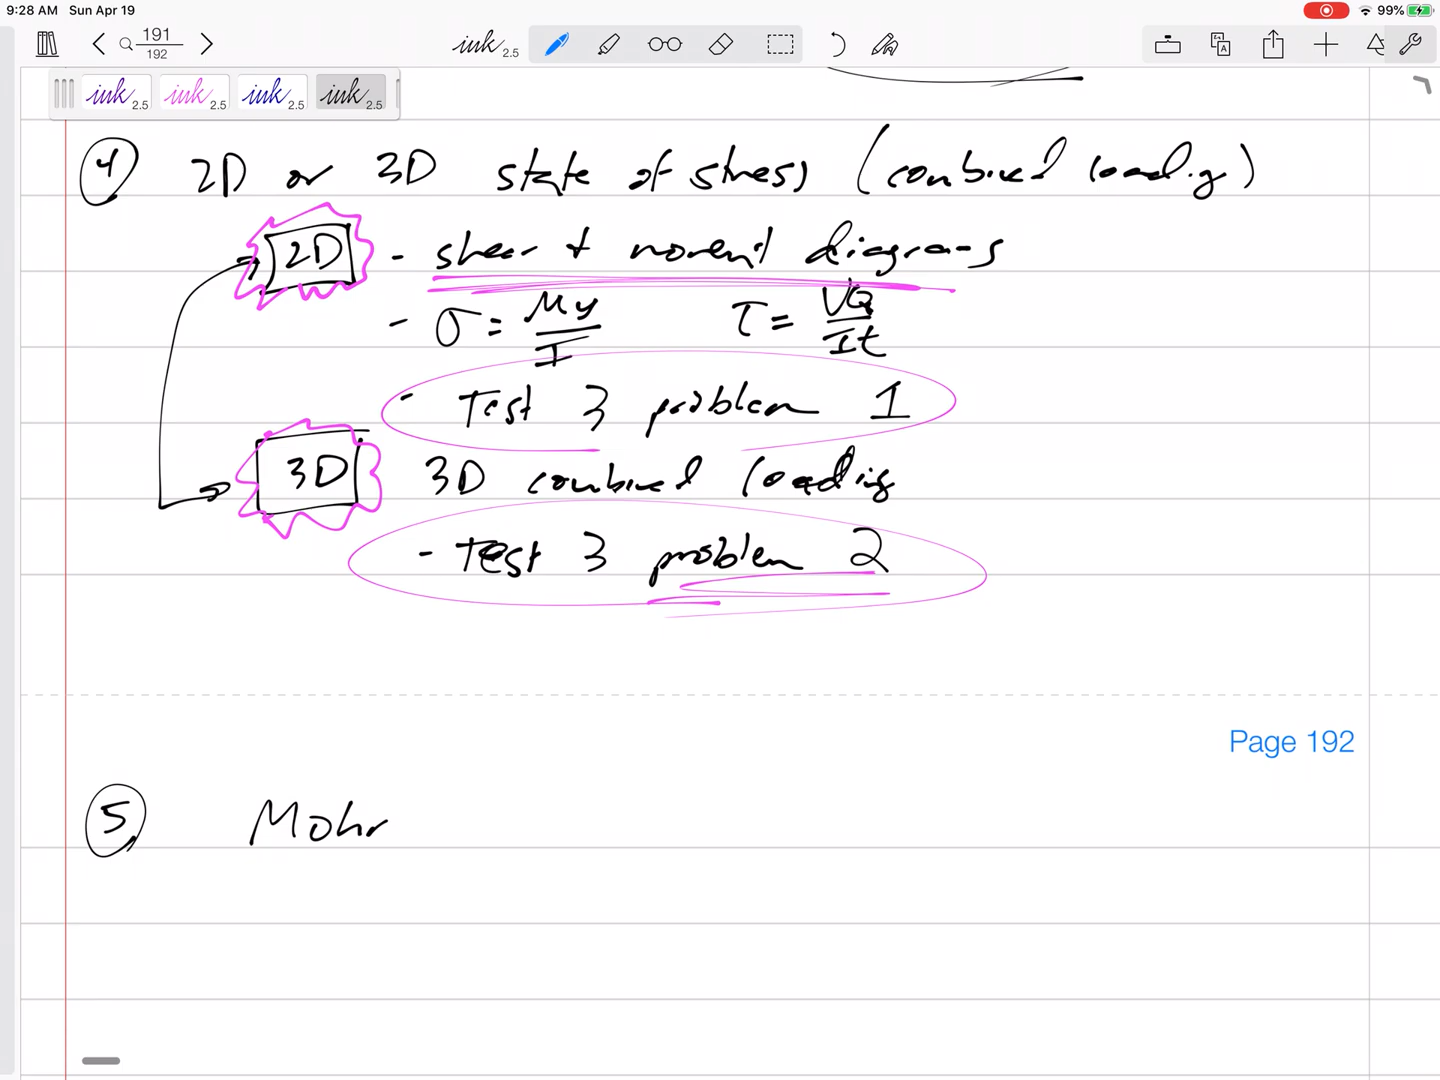 9:28 AM Sun Apr 19
99%
191
192
ink 2.5
ink 2.5 ink 2.5 ink 2.5 ink 2.5
4 2D or 3D state of stress (combined loading)
2D - shear + moment diagrams
- σ = My/I τ = VQ/It
- Test 3 problem 1
3D 3D combined loading
- Test 3 problem 2
Page 192
5 Mohr